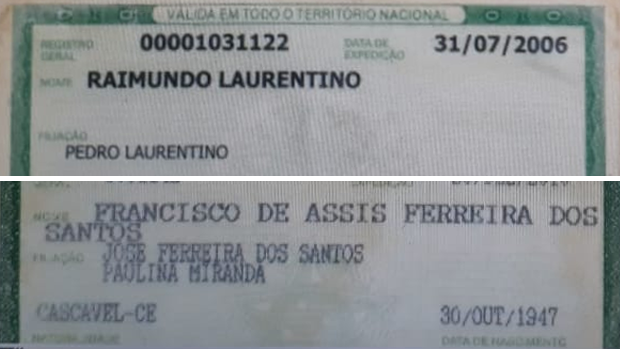 VÁLIDA EM TODO O TERRITÓRIO NACIONAL
REGISTRO GERAL 00001031122 DATA DE EXPEDIÇÃO 31/07/2006
NOME RAIMUNDO LAURENTINO
FILIAÇÃO
PEDRO LAURENTINO
EXPEDIÇÃO
NOME FRANCISCO DE ASSIS FERREIRA DOS
SANTOS
FILIAÇÃO JOSE FERREIRA DOS SANTOS
PAULINA MIRANDA
CASCAVEL-CE 30/OUT/1947
NATURALIDADE DATA DE NASCIMENTO